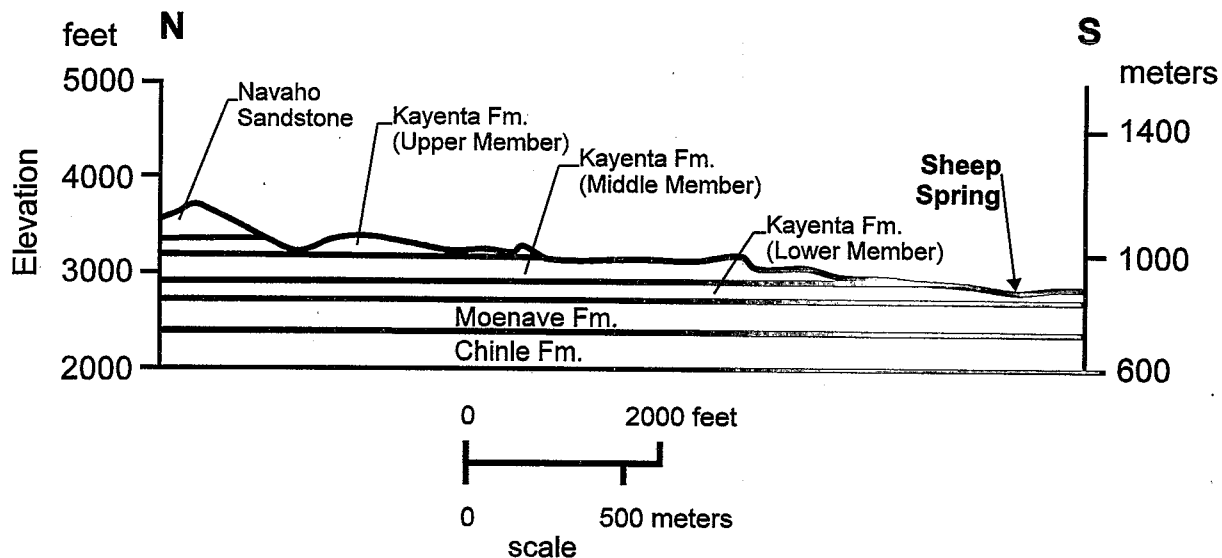 feet
N
S
5000
4000
3000
2000
Elevation
meters
1400
1000
600
Navaho
Sandstone
Kayenta Fm.
(Upper Member)
Kayenta Fm.
(Middle Member)
Kayenta Fm.
(Lower Member)
Sheep
Spring
Moenave Fm.
Chinle Fm.
0
2000 feet
0
500 meters
scale